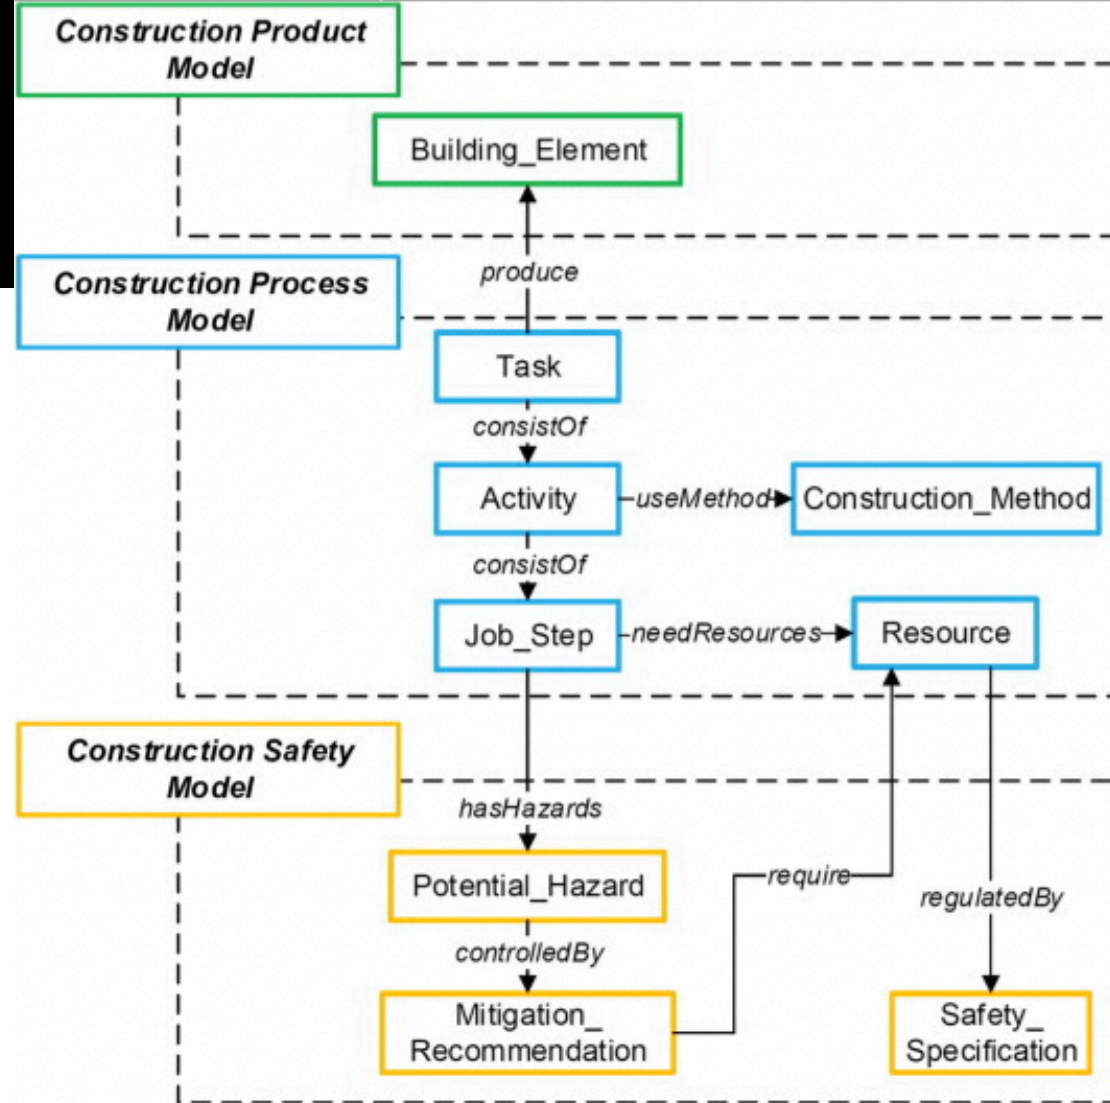 Construction Product
Model
Building_Element
produce
Construction Process
Model
Task
consistOf
Activity
useMethod
Construction_Method
consistOf
Job_Step
needResources
Resource
Construction Safety
Model
hasHazards
Potential_Hazard
require
regulatedBy
controlledBy
Mitigation_
Recommendation
Safety_
Specification